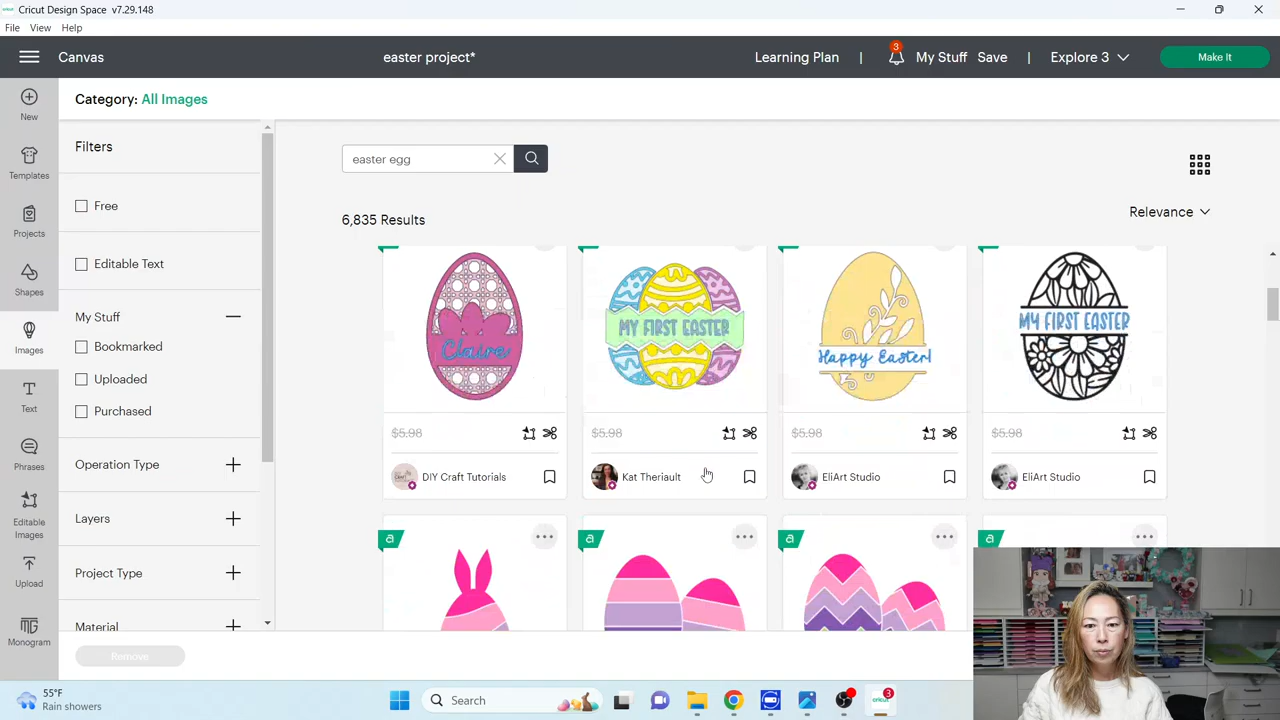 cricut Cricut Design Space v7.29.148
File View Help
Canvas easter project* Learning Plan | 3 My Stuff Save | Explore 3 Make It
New
Templates
Projects
Shapes
Images
Text
Phrases
Editable
Images
Upload
Monogram
Category: All Images
Filters
Free
Editable Text
My Stuff
Bookmarked
Uploaded
Purchased
Operation Type
Layers
Project Type
Material
Remove
easter egg
6,835 Results
Relevance
Claire
MY FIRST EASTER
Happy Easter!
MY FIRST EASTER
$5.98 $5.98 $5.98 $5.98
DIY Craft Tutorials Kat Theriault EliArt Studio EliArt Studio
a a a a
55°F
Rain showers
Search
cricut 3